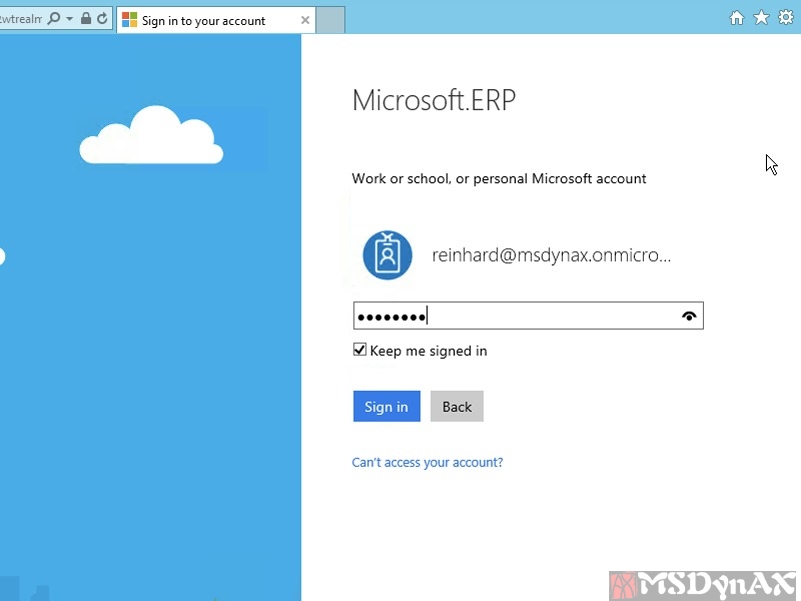 wtrealm
Sign in to your account
Microsoft.ERP
Work or school, or personal Microsoft account
reinhard@msdynax.onmicro...
Keep me signed in
Sign in
Back
Can't access your account?
MSDynAX